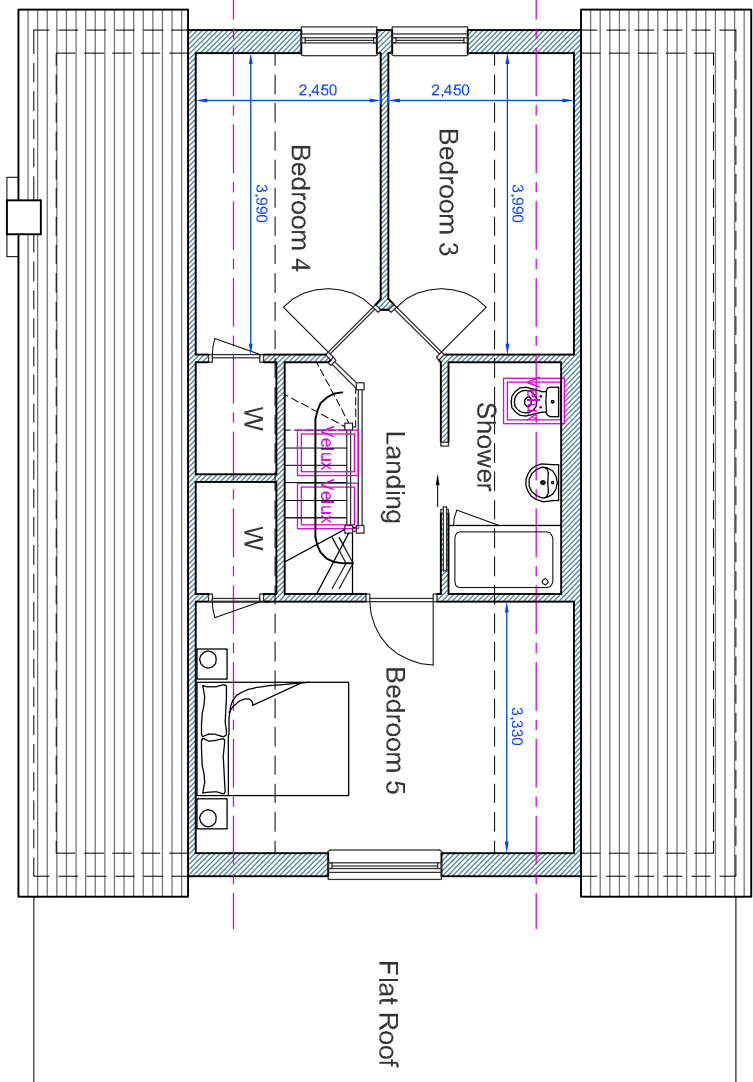 2,450
2,450
Bedroom 4
Bedroom 3
3,990
3,990
Velux
Shower
W
Landing
Velux
Velux
W
Bedroom 5
3,330
Flat Roof